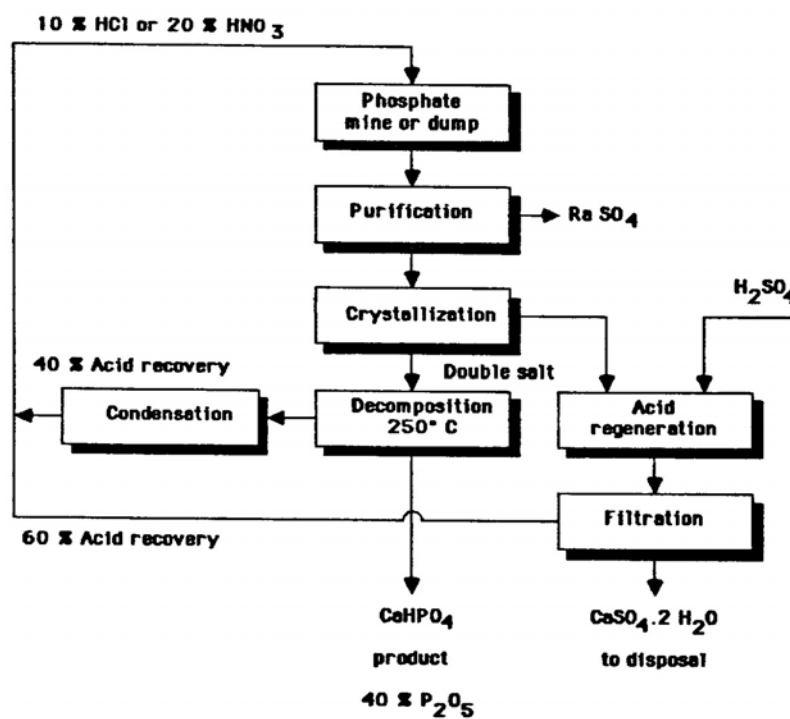 10 % HCl or 20 % HNO3
Phosphate
mine or dump
Purification
Ra SO4
Crystallization
H2SO4
40 % Acid recovery
Double salt
Condensation
Decomposition
250° C
Acid
regeneration
Filtration
60 % Acid recovery
CaHPO4
product
40 % P2O5
CaSO4.2 H2O
to disposal